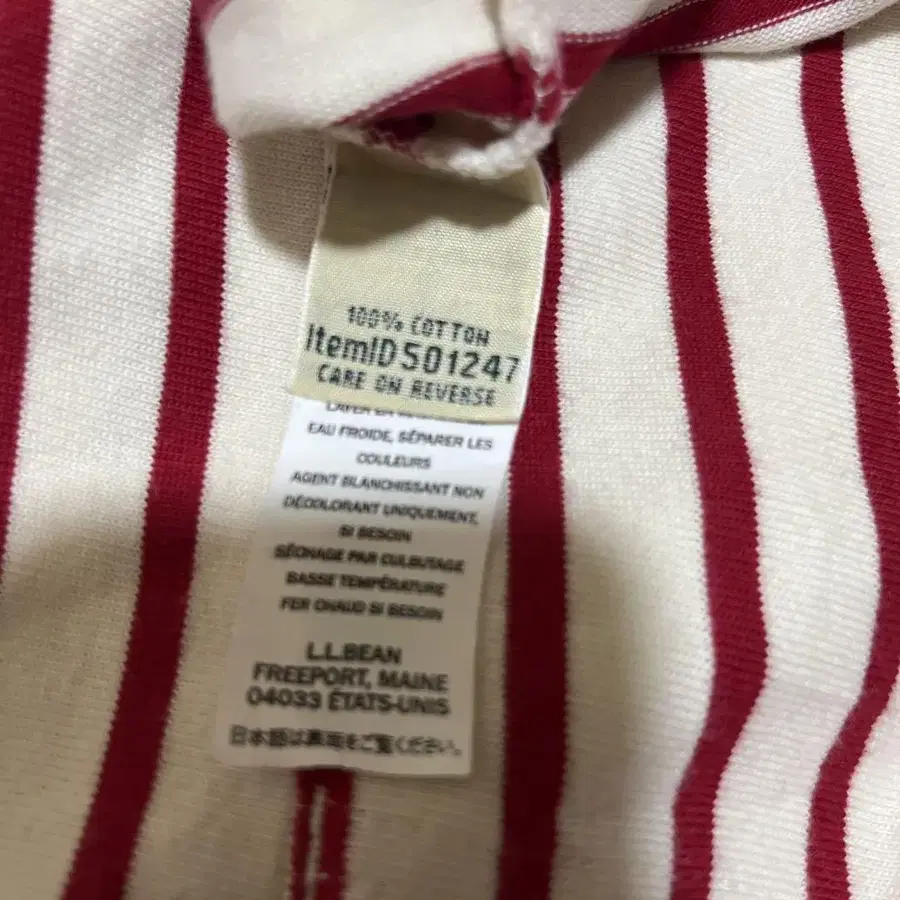 100% COTTON
ItemID501247
CARE ON REVERSE
EAU FROIDE, SÉPARER LES
COULEURS
AGENT BLANCHISSANT NON
DÉCOLORANT UNIQUEMENT,
SI BESOIN
SÉCHAGE PAR CULBUTAGE
BASSE TEMPÉRATURE
FER CHAUD SI BESOIN
L.L.BEAN
FREEPORT, MAINE
04033 ÉTATS-UNIS
日本語は裏面をご覧ください。